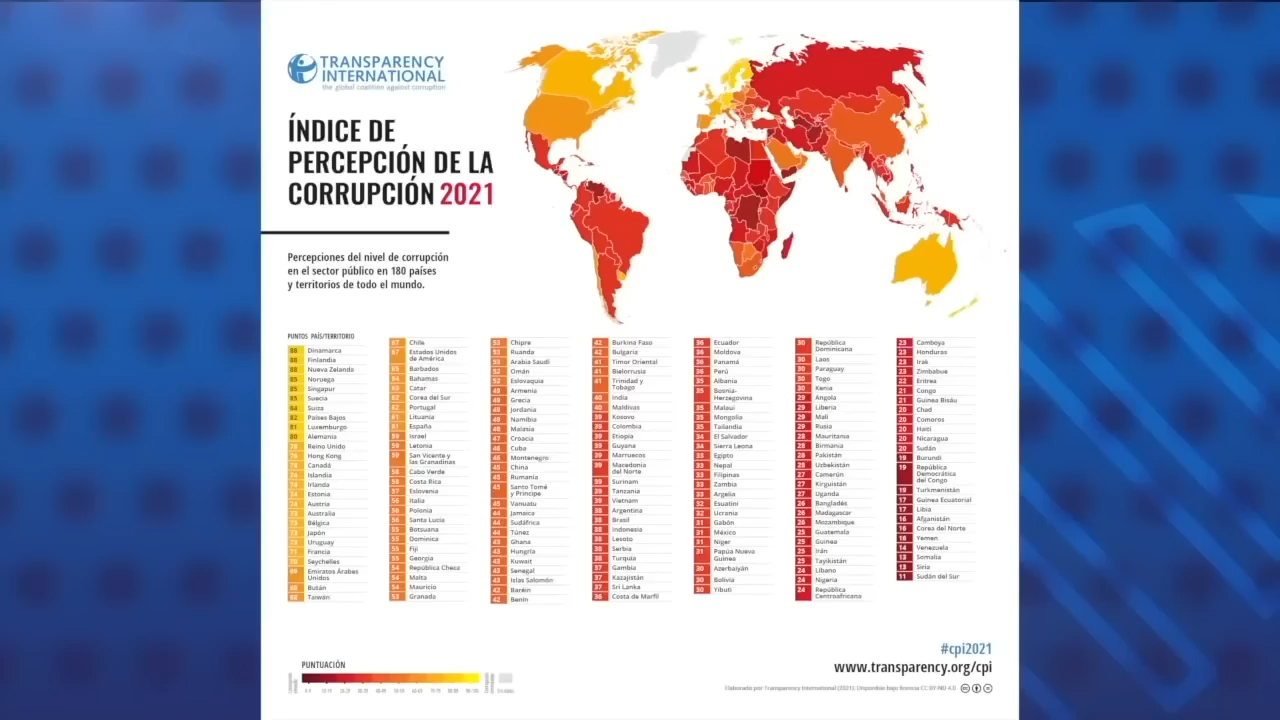 TRANSPARENCY
INTERNATIONAL
the global coalition against corruption
ÍNDICE DE
PERCEPCIÓN DE LA
CORRUPCIÓN 2021
Percepciones del nivel de corrupción
en el sector público en 180 países
y territorios de todo el mundo.
PUNTOS PAÍS/TERRITORIO
88 Dinamarca
88 Finlandia
88 Nueva Zelanda
85 Noruega
85 Singapur
85 Suecia
84 Suiza
82 Países Bajos
81 Luxemburgo
80 Alemania
Reino Unido
Hong Kong
Canadá
Islandia
Irlanda
Estonia
Austria
Australia
Bélgica
Japón
Uruguay
Francia
Seychelles
Emiratos Árabes
Unidos
Bután
Taiwán
67 Chile
67 Estados Unidos
de América
65 Barbados
64 Bahamas
63 Catar
62 Corea del Sur
62 Portugal
61 Lituania
61 España
59 Israel
59 Letonia
59 San Vicente y
las Granadinas
58 Cabo Verde
58 Costa Rica
57 Eslovenia
56 Italia
56 Polonia
56 Santa Lucía
55 Botsuana
55 Dominica
55 Fiji
55 Georgia
54 República Checa
54 Malta
54 Mauricio
53 Granada
53 Chipre
53 Ruanda
53 Arabia Saudí
52 Omán
52 Eslovaquia
49 Armenia
49 Grecia
49 Jordania
49 Namibia
48 Malasia
47 Croacia
46 Cuba
46 Montenegro
45 China
45 Rumanía
45 Santo Tomé
y Príncipe
45 Vanuatu
44 Jamaica
44 Sudáfrica
44 Túnez
43 Ghana
43 Hungría
43 Kuwait
43 Senegal
43 Islas Salomón
42 Baréin
42 Benín
42 Burkina Faso
42 Bulgaria
41 Timor Oriental
41 Bielorrusia
41 Trinidad y
Tobago
40 India
40 Maldivas
39 Kosovo
39 Colombia
39 Etiopia
39 Guyana
39 Marruecos
39 Macedonia
del Norte
39 Surinam
39 Tanzania
39 Vietnam
38 Argentina
38 Brasil
38 Indonesia
38 Lesoto
38 Serbia
38 Turquía
37 Gambia
37 Kazajistán
37 Sri Lanka
36 Costa de Marfil
36 Ecuador
36 Moldova
36 Panamá
36 Perú
35 Albania
35 Bosnia-
Herzegovina
35 Malaui
35 Mongolia
35 Tailandia
34 El Salvador
34 Sierra Leona
33 Egipto
33 Nepal
33 Filipinas
33 Zambia
33 Argelia
32 Esuatini
32 Ucrania
31 Gabón
31 México
31 Niger
31 Papúa Nueva
Guinea
30 Azerbaiyán
30 Bolivia
30 Yibuti
30 República
Dominicana
30 Laos
30 Paraguay
30 Togo
30 Kenia
29 Angola
29 Liberia
29 Mali
29 Rusia
28 Mauritania
28 Birmania
28 Pakistán
28 Uzbekistán
27 Camerún
27 Kirguistán
27 Uganda
26 Bangladés
26 Madagascar
26 Mozambique
25 Guatemala
25 Guinea
25 Irán
25 Tayikistán
24 Líbano
24 Nigeria
24 República
Centroafricana
23 Camboya
23 Honduras
23 Irak
23 Zimbabue
22 Eritrea
21 Congo
21 Guinea Bisáu
20 Chad
20 Comoros
20 Haití
20 Nicaragua
20 Sudán
19 Burundi
19 República
Democrática
del Congo
19 Turkmenistán
17 Guinea Ecuatorial
17 Libia
16 Afganistán
16 Corea del Norte
16 Yemen
14 Venezuela
13 Somalia
13 Siria
11 Sudán del Sur
PUNTUACIÓN
#cpi2021
www.transparency.org/cpi
Elaborado por Transparency International (2021). Disponible bajo licencia CC BY-ND 4.0